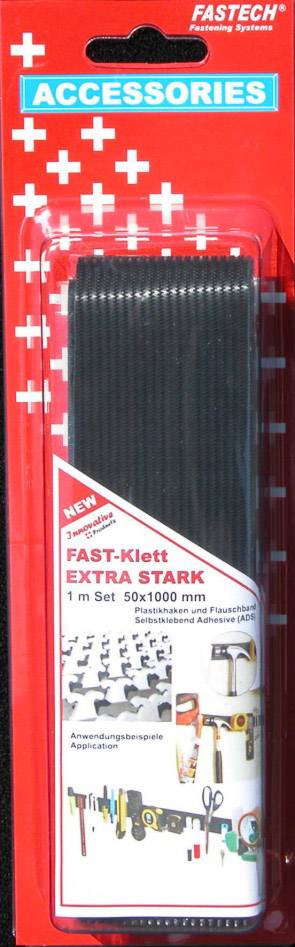 FASTECH®
Fastening Systems
ACCESSORIES
NEW
Innovative
Products
FAST-Klett
EXTRA STARK
1 m Set 50x1000 mm
Plastikhaken und Flauschband
Selbstklebend Adhesive (ADS)
Anwendungsbeispiele
Application